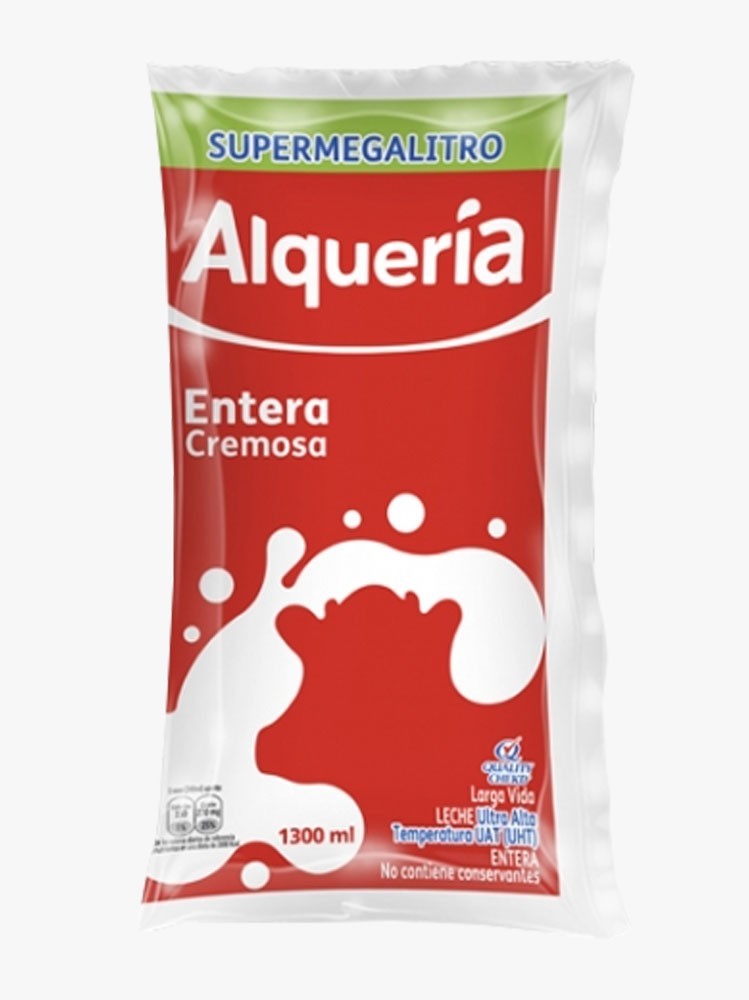 SUPERMEGALITRO
Alquería
Entera
Cremosa
QUALITY
CHEK'D
Larga Vida
LECHE Ultra Alta
Temperatura UAT (UHT)
ENTERA
No contiene conservantes
1300 ml